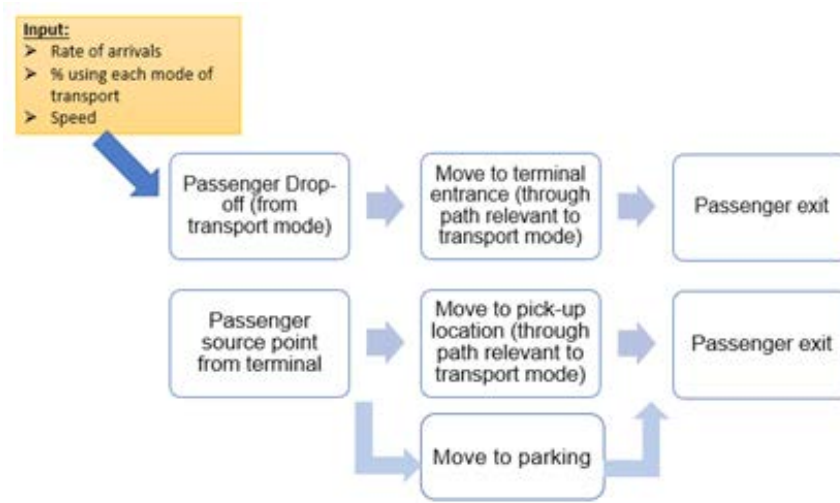 Input:
➤ Rate of arrivals
➤ % using each mode of
transport
➤ Speed
Passenger Drop-
off (from
transport mode)
Move to terminal
entrance (through
path relevant to
transport mode)
Passenger exit
Passenger
source point
from terminal
Move to pick-up
location (through
path relevant to
transport mode)
Passenger exit
Move to parking